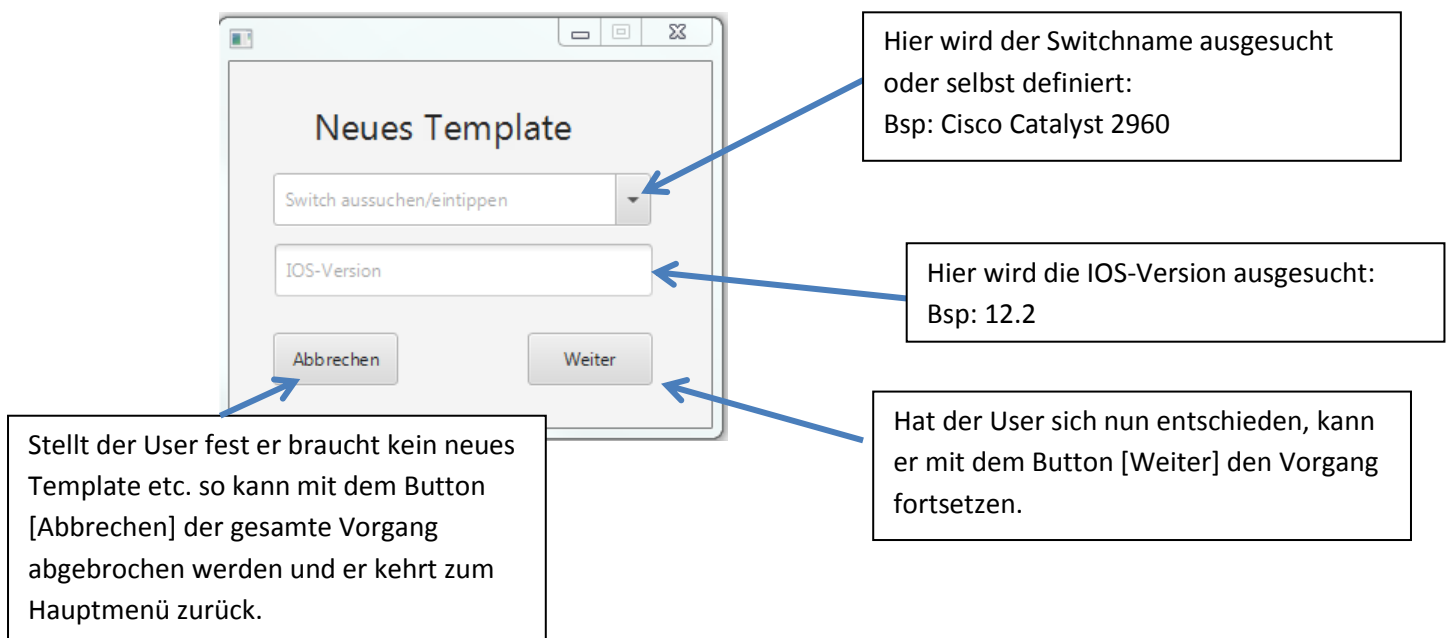 Neues Template
Switch aussuchen/eintippen
IOS-Version
Abbrechen
Weiter
Hier wird der Switchname ausgesucht
oder selbst definiert:
Bsp: Cisco Catalyst 2960
Hier wird die IOS-Version ausgesucht:
Bsp: 12.2
Hat der User sich nun entschieden, kann
er mit dem Button [Weiter] den Vorgang
fortsetzen.
Stellt der User fest er braucht kein neues
Template etc. so kann mit dem Button
[Abbrechen] der gesamte Vorgang
abgebrochen werden und er kehrt zum
Hauptmenü zurück.